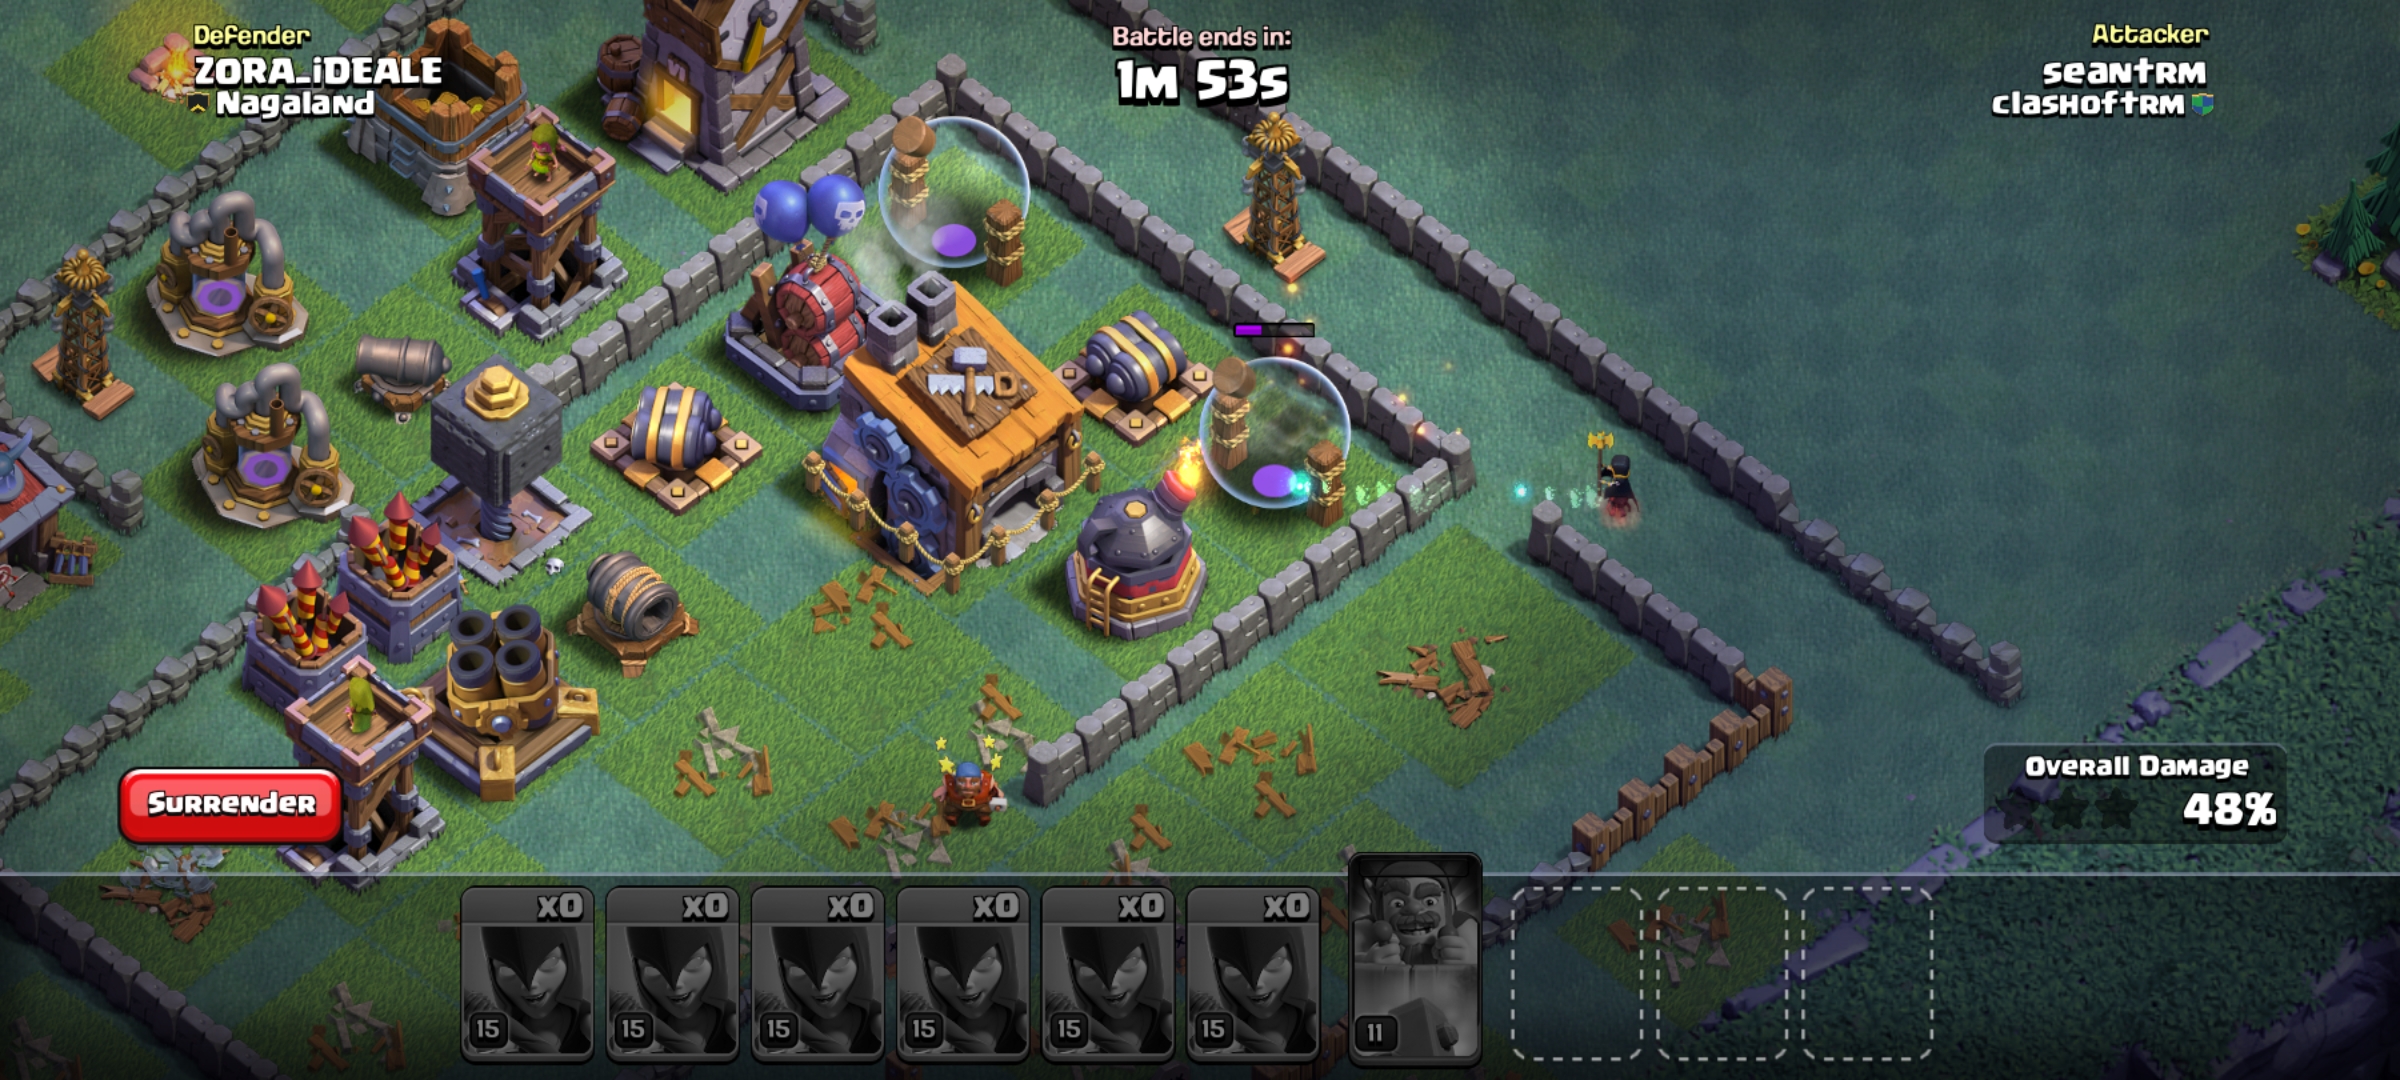 Defender
ZORA_iDEALE
Nagaland
Battle ends in:
1M 53s
Attacker
seantRM
clashoftRM
Surrender
Overall Damage
48%
x0
x0
x0
x0
x0
x0
15
15
15
15
15
15
11